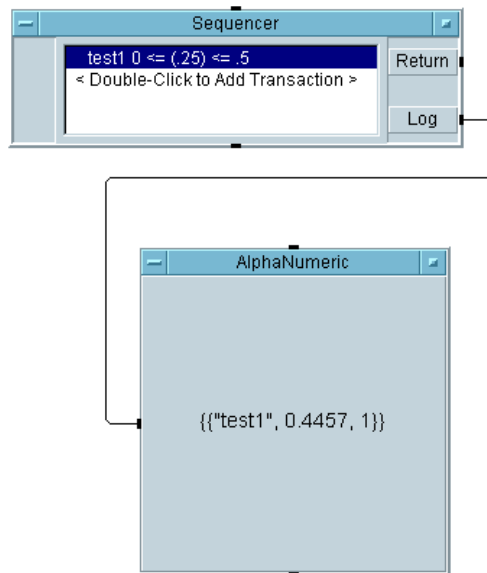 Sequencer
test1 0 <= (.25) <= .5
< Double-Click to Add Transaction >
Return
Log
AlphaNumeric
{{"test1", 0.4457, 1}}